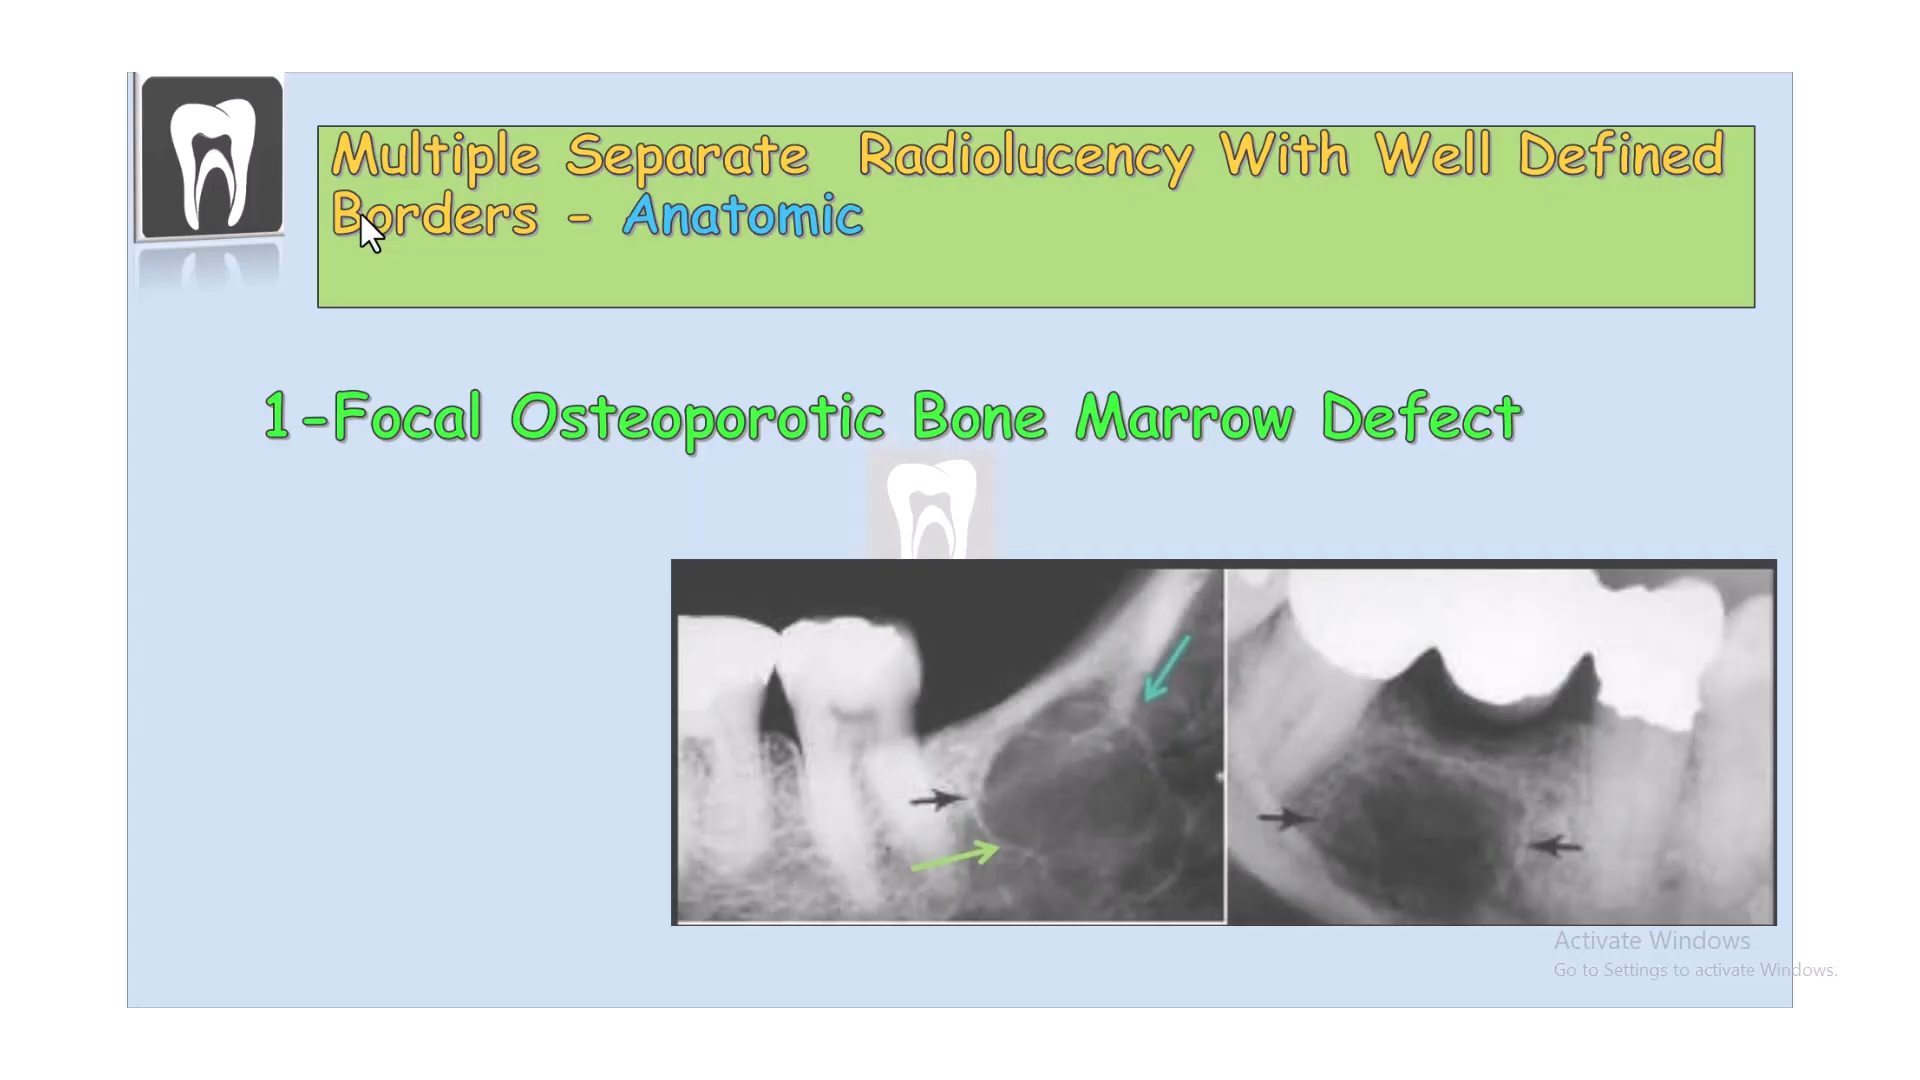 Multiple Separate Radiolucency With Well Defined
Borders - Anatomic
1-Focal Osteoporotic Bone Marrow Defect
Activate Windows
Go to Settings to activate Windows.